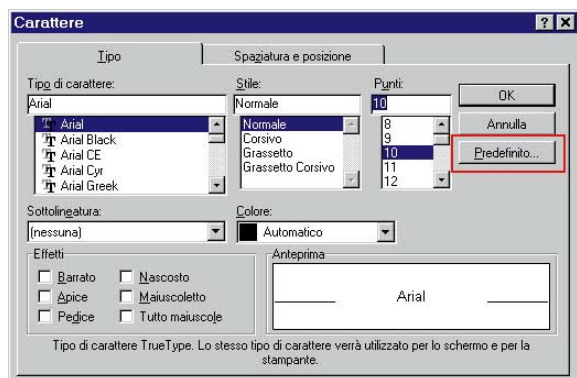 Carattere
Tipo
Spaziatura e posizione
Tipo di carattere:
Stile:
Punti:
Arial
Normale
10
OK
Arial
Arial Black
Arial CE
Arial Cyr
Arial Greek
Normale
Corsivo
Grassetto
Grassetto Corsivo
8
9
10
11
12
Annulla
Predefinito...
Sottolineatura:
Colore:
(nessuna)
Automatico
Effetti
Barrato
Nascosto
Apice
Maiuscoletto
Pedice
Tutto maiuscole
Anteprima
Arial
Tipo di carattere TrueType. Lo stesso tipo di carattere verrà utilizzato per lo schermo e per la
stampante.